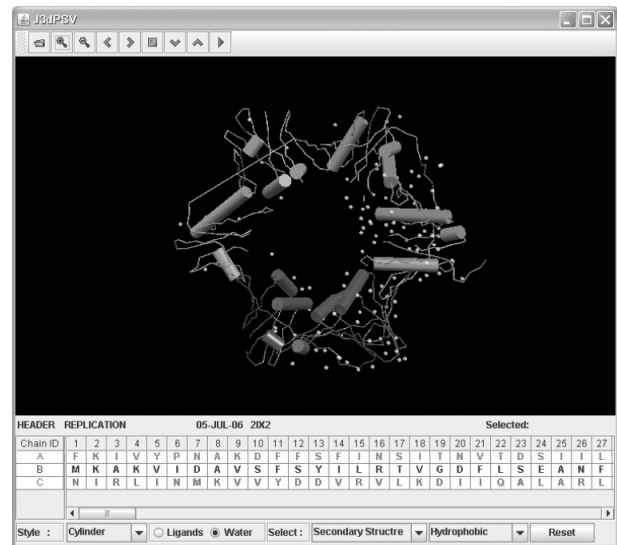 J3dPSV
HEADER REPLICATION 05-JUL-06 2IX2 Selected:
Chain ID 1 2 3 4 5 6 7 8 9 10 11 12 13 14 15 16 17 18 19 20 21 22 23 24 25 26 27
A F K I V Y P N A K D F F S F I N S I T N V T D S I I L
B M K A K V I D A V S F S Y I L R T V G D F L S E A N F
C N I R L I N M K V V Y D D V R V L K D I I Q A L A R L
Style : Cylinder Ligands Water Select : Secondary Structre Hydrophobic Reset